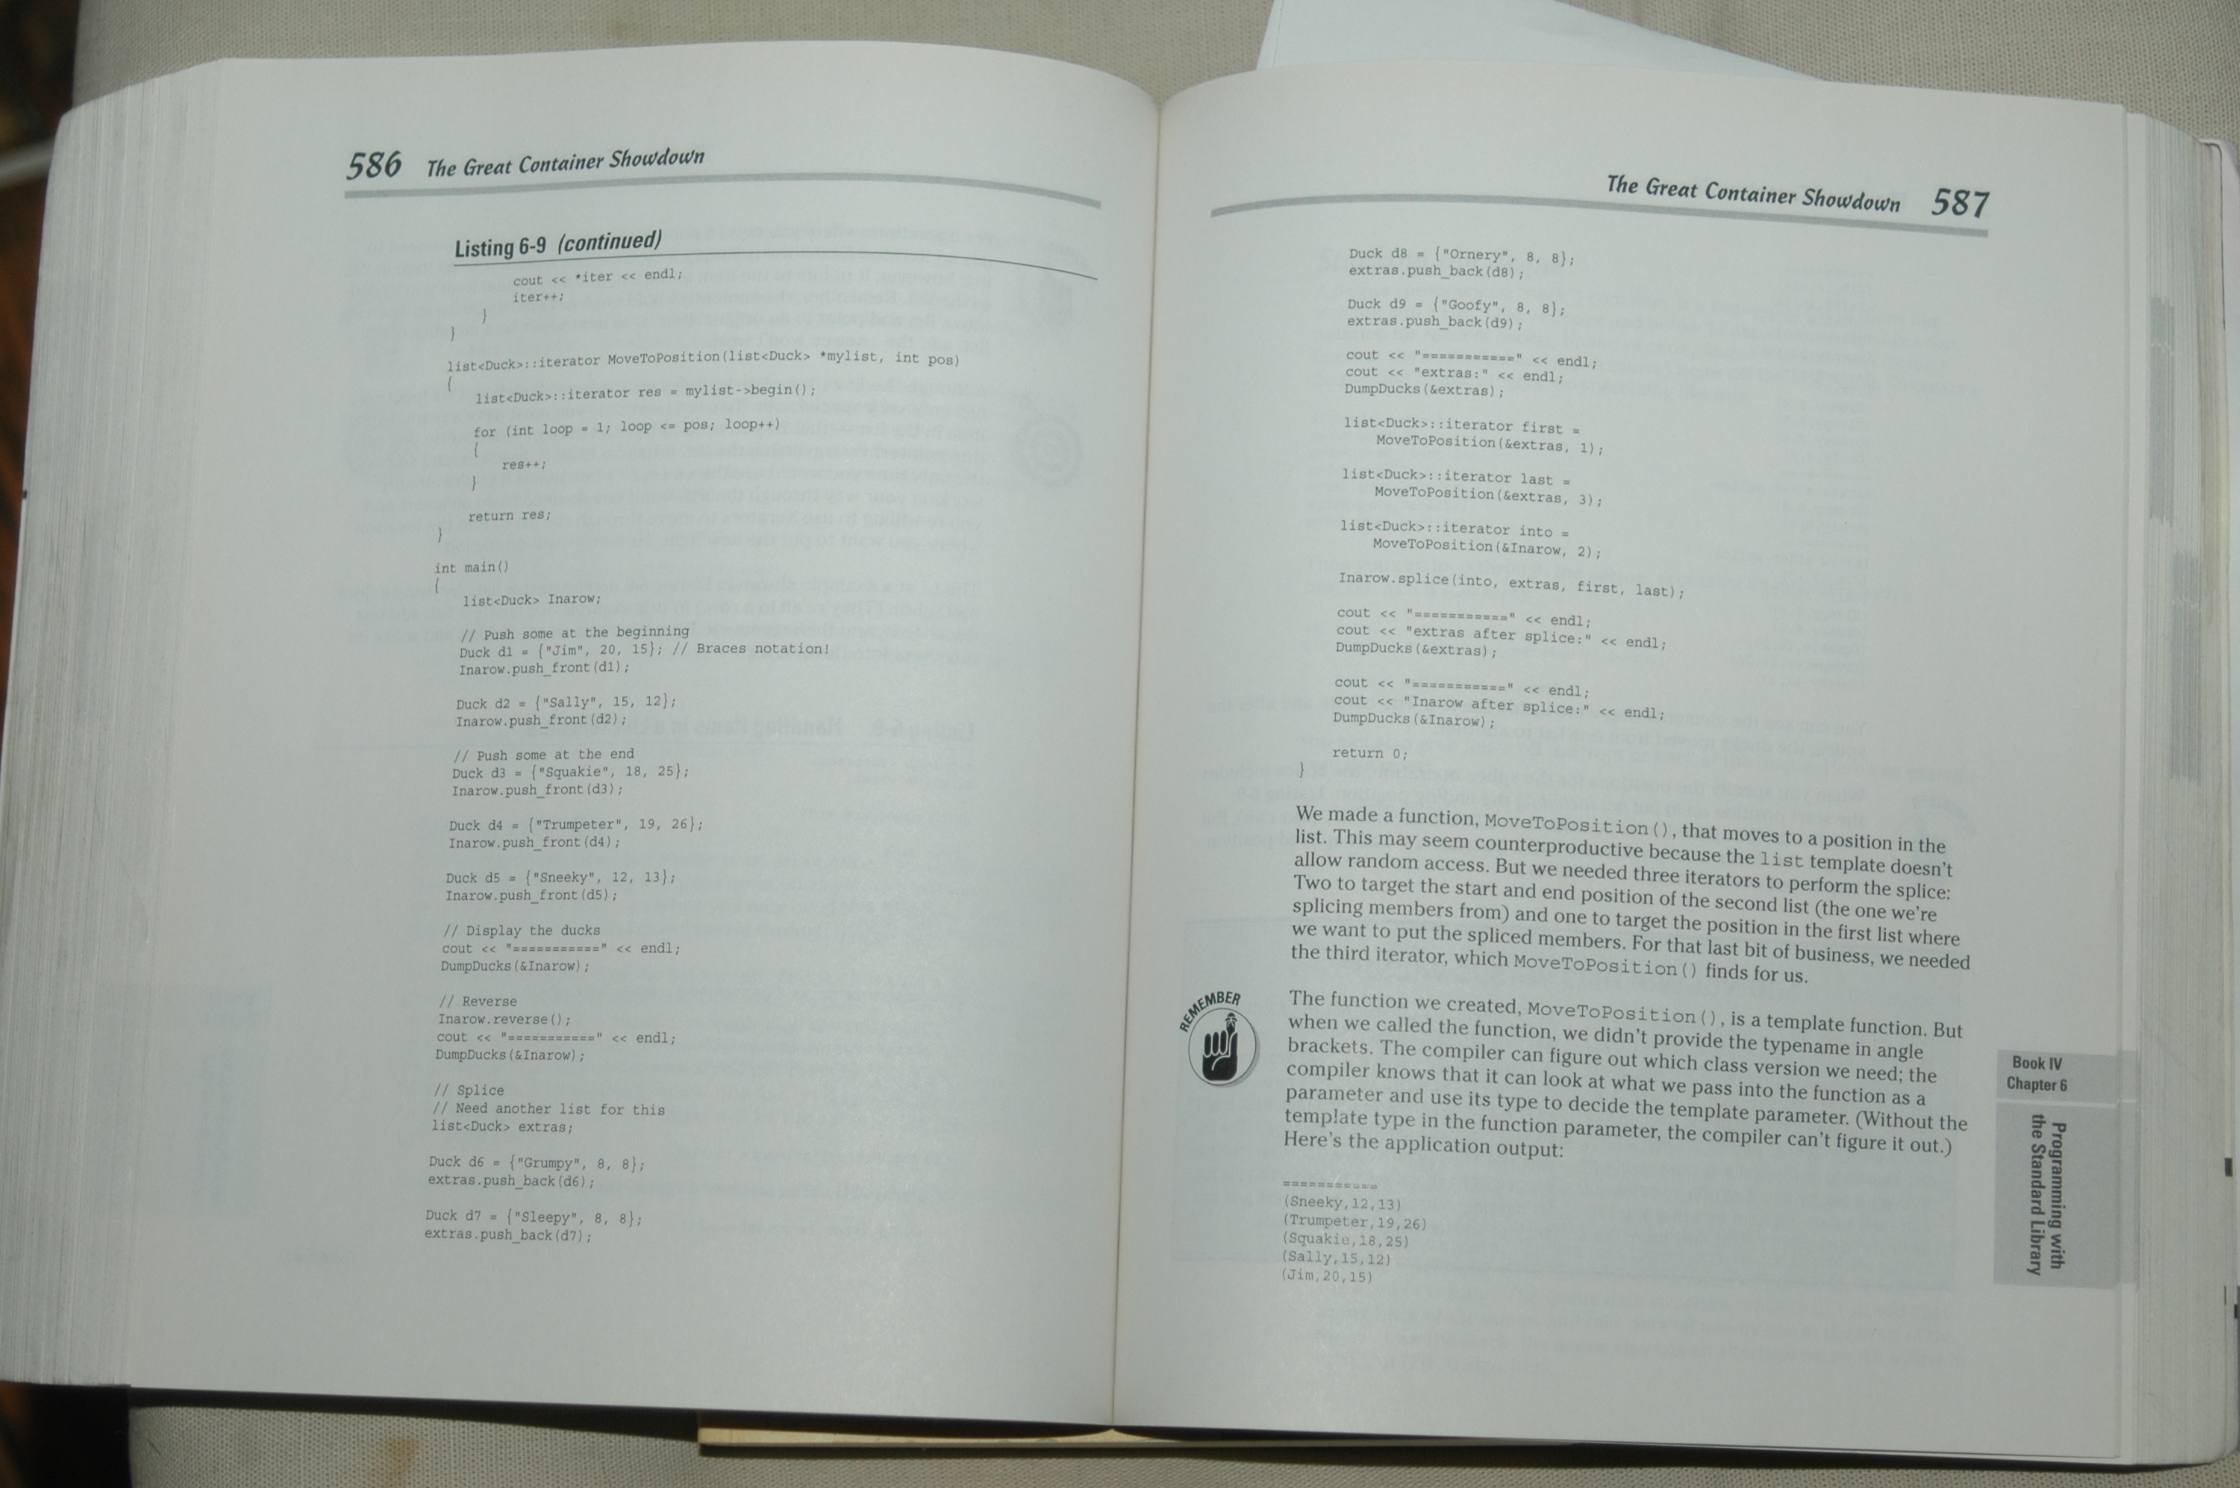 586 The Great Container Showdown
Listing 6-9 (continued)
cout << *iter << endl;
iter++;
}
}
list<Duck>::iterator MoveToPosition(list<Duck> *mylist, int pos)
{
list<Duck>::iterator res = mylist->begin();
for (int loop = 1; loop <= pos; loop++)
{
res++;
}
return res;
}
int main()
{
list<Duck> Inarow;
// Push some at the beginning
Duck d1 = {"Jim", 20, 15}; // Braces notation!
Inarow.push_front(d1);
Duck d2 = {"Sally", 15, 12};
Inarow.push_front(d2);
// Push some at the end
Duck d3 = {"Squakie", 18, 25};
Inarow.push_front(d3);
Duck d4 = {"Trumpeter", 19, 26};
Inarow.push_front(d4);
Duck d5 = {"Sneeky", 12, 13};
Inarow.push_front(d5);
// Display the ducks
cout << "===========" << endl;
DumpDucks(&Inarow);
// Reverse
Inarow.reverse();
cout << "===========" << endl;
DumpDucks(&Inarow);
// Splice
// Need another list for this
list<Duck> extras;
Duck d6 = {"Grumpy", 8, 8};
extras.push_back(d6);
Duck d7 = {"Sleepy", 8, 8};
extras.push_back(d7);
The Great Container Showdown 587
Duck d8 = {"Ornery", 8, 8};
extras.push_back(d8);
Duck d9 = {"Goofy", 8, 8};
extras.push_back(d9);
cout << "===========" << endl;
cout << "extras:" << endl;
DumpDucks(&extras);
list<Duck>::iterator first =
MoveToPosition(&extras, 1);
list<Duck>::iterator last =
MoveToPosition(&extras, 3);
list<Duck>::iterator into =
MoveToPosition(&Inarow, 2);
Inarow.splice(into, extras, first, last);
cout << "===========" << endl;
cout << "extras after splice:" << endl;
DumpDucks(&extras);
cout << "===========" << endl;
cout << "Inarow after splice:" << endl;
DumpDucks(&Inarow);
return 0;
}
We made a function, MoveToPosition(), that moves to a position in the
list. This may seem counterproductive because the list template doesn't
allow random access. But we needed three iterators to perform the splice:
Two to target the start and end position of the second list (the one we're
splicing members from) and one to target the position in the first list where
we want to put the spliced members. For that last bit of business, we needed
the third iterator, which MoveToPosition() finds for us.
REMEMBER
The function we created, MoveToPosition(), is a template function. But
when we called the function, we didn't provide the typename in angle
brackets. The compiler can figure out which class version we need; the
compiler knows that it can look at what we pass into the function as a
parameter and use its type to decide the template parameter. (Without the
template type in the function parameter, the compiler can't figure it out.)
Here's the application output:
===========
(Sneeky,12,13)
(Trumpeter,19,26)
(Squakie,18,25)
(Sally,15,12)
(Jim,20,15)
Book IV
Chapter 6
Programming with
the Standard Library